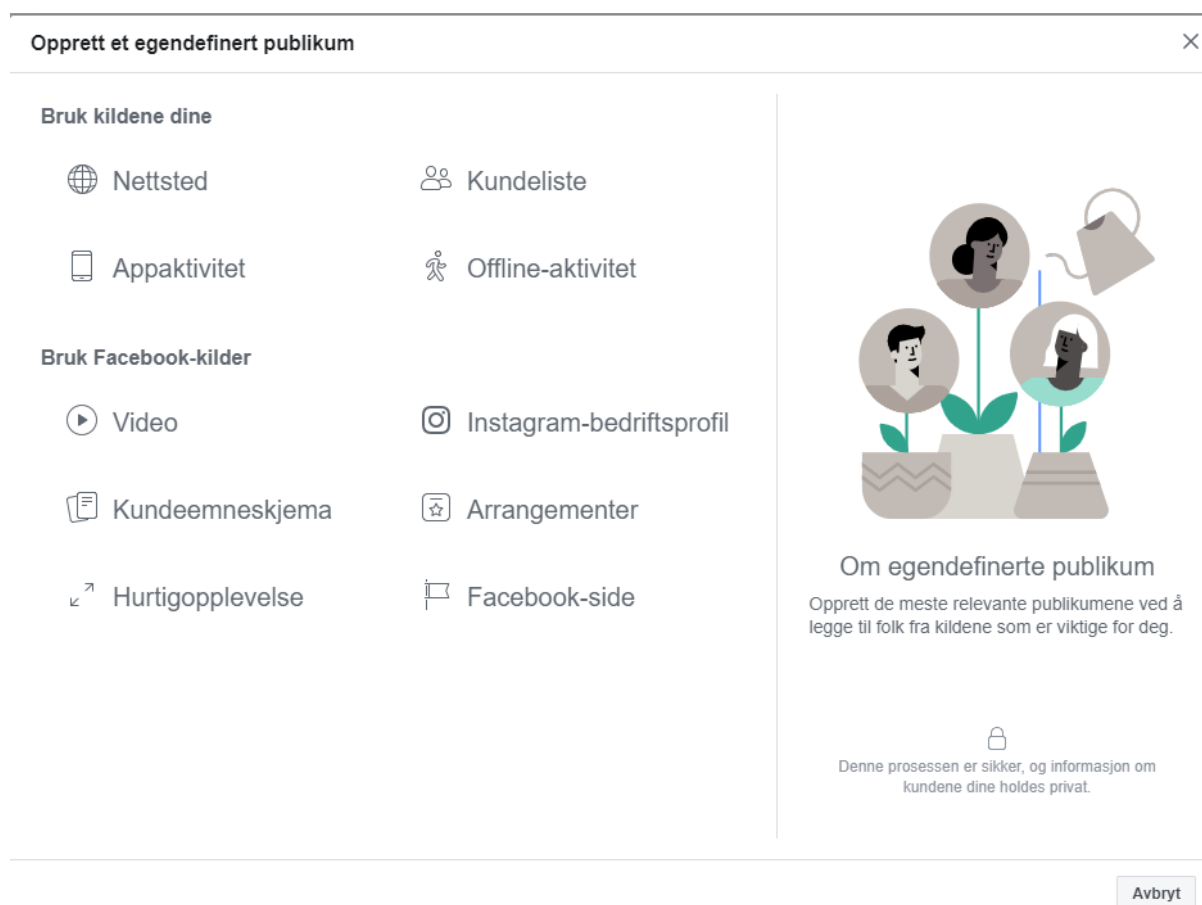 Opprett et egendefinert publikum
Bruk kildene dine
Nettsted
Kundeliste
Appaktivitet
Offline-aktivitet
Bruk Facebook-kilder
Video
Instagram-bedriftsprofil
Kundeemneskjema
Arrangementer
Hurtigopplevelse
Facebook-side
Om egendefinerte publikum
Opprett de meste relevante publikumene ved å
legge til folk fra kildene som er viktige for deg.
Denne prosessen er sikker, og informasjon om
kundene dine holdes privat.
Avbryt